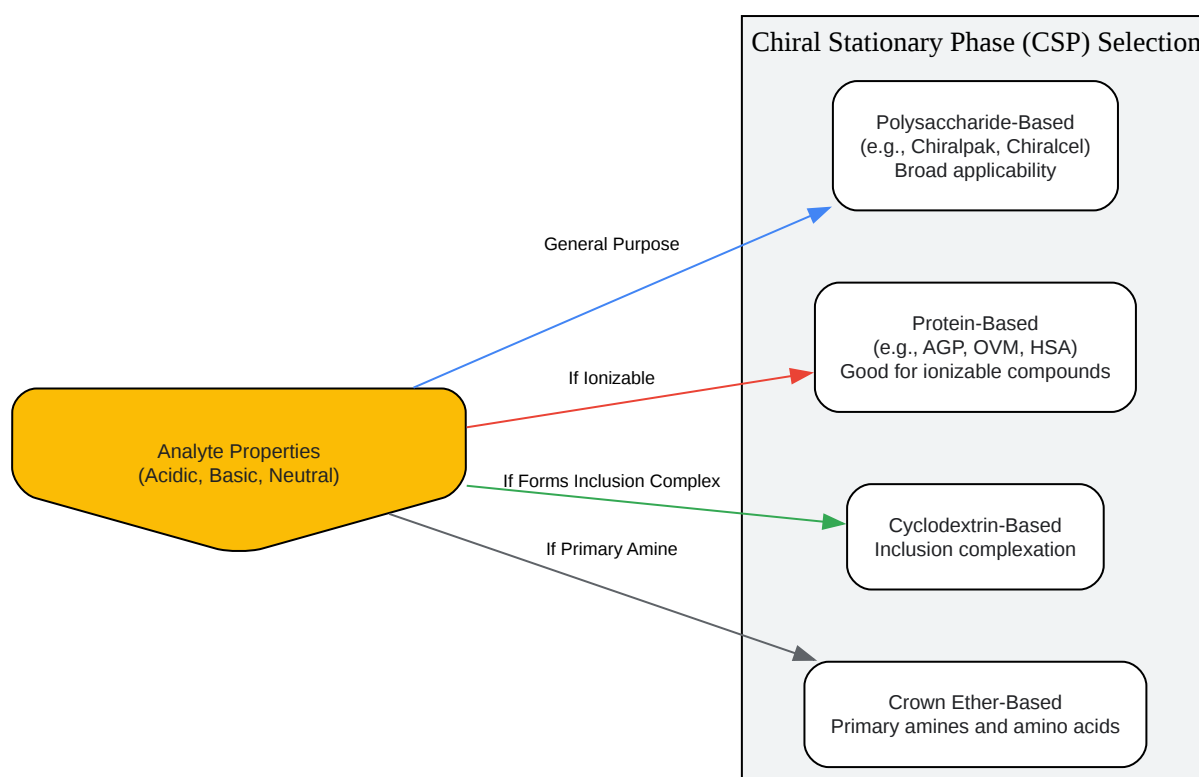 Chiral Stationary Phase (CSP) Selection
Polysaccharide-Based
(e.g., Chiralpak, Chiralcel)
Broad applicability
General Purpose
Protein-Based
(e.g., AGP, OVM, HSA)
Good for ionizable compounds
If Ionizable
Analyte Properties
(Acidic, Basic, Neutral)
If Forms Inclusion Complex
Cyclodextrin-Based
Inclusion complexation
If Primary Amine
Crown Ether-Based
Primary amines and amino acids